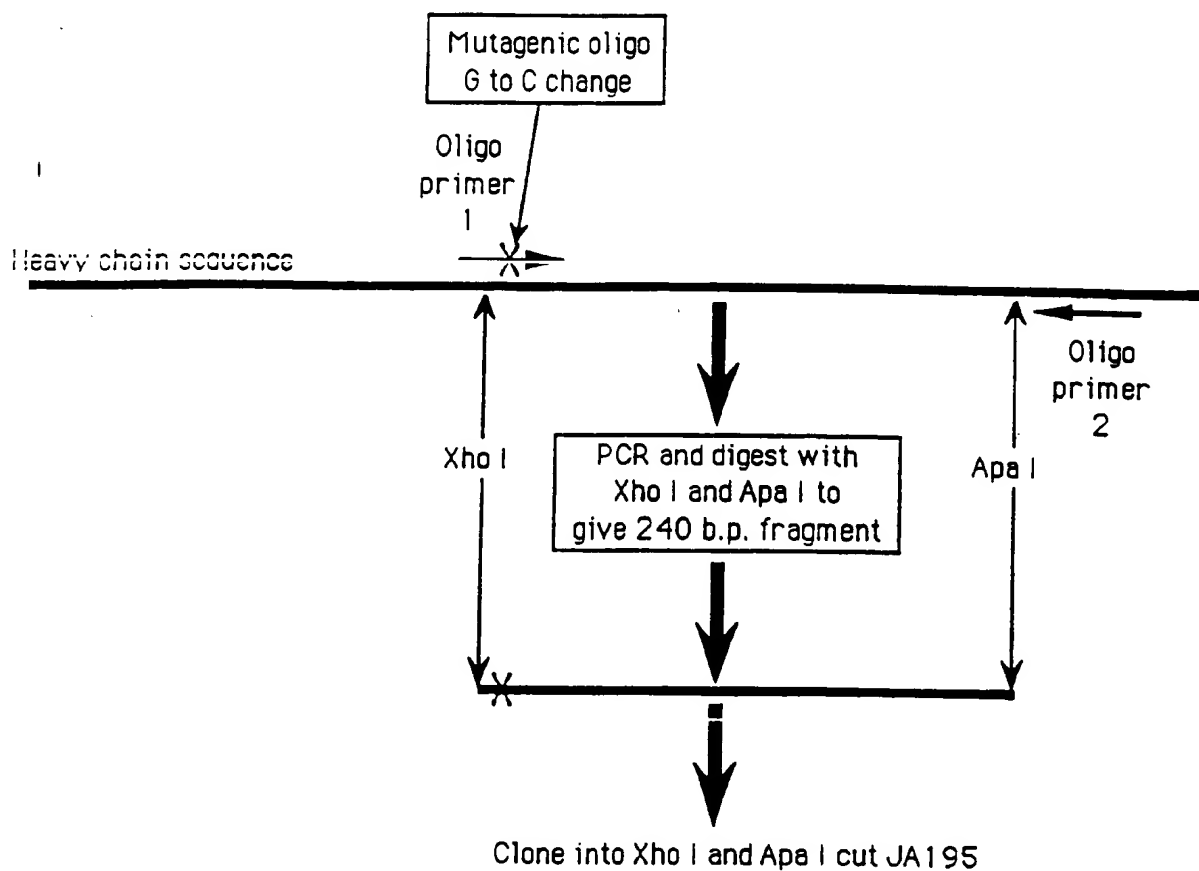 Mutagenic oligo
G to C change
Oligo
primer
1
Heavy chain sequence
Oligo
primer
2
Xho I
PCR and digest with
Xho I and Apa I to
give 240 b.p. fragment
Apa I
Clone into Xho I and Apa I cut JA195